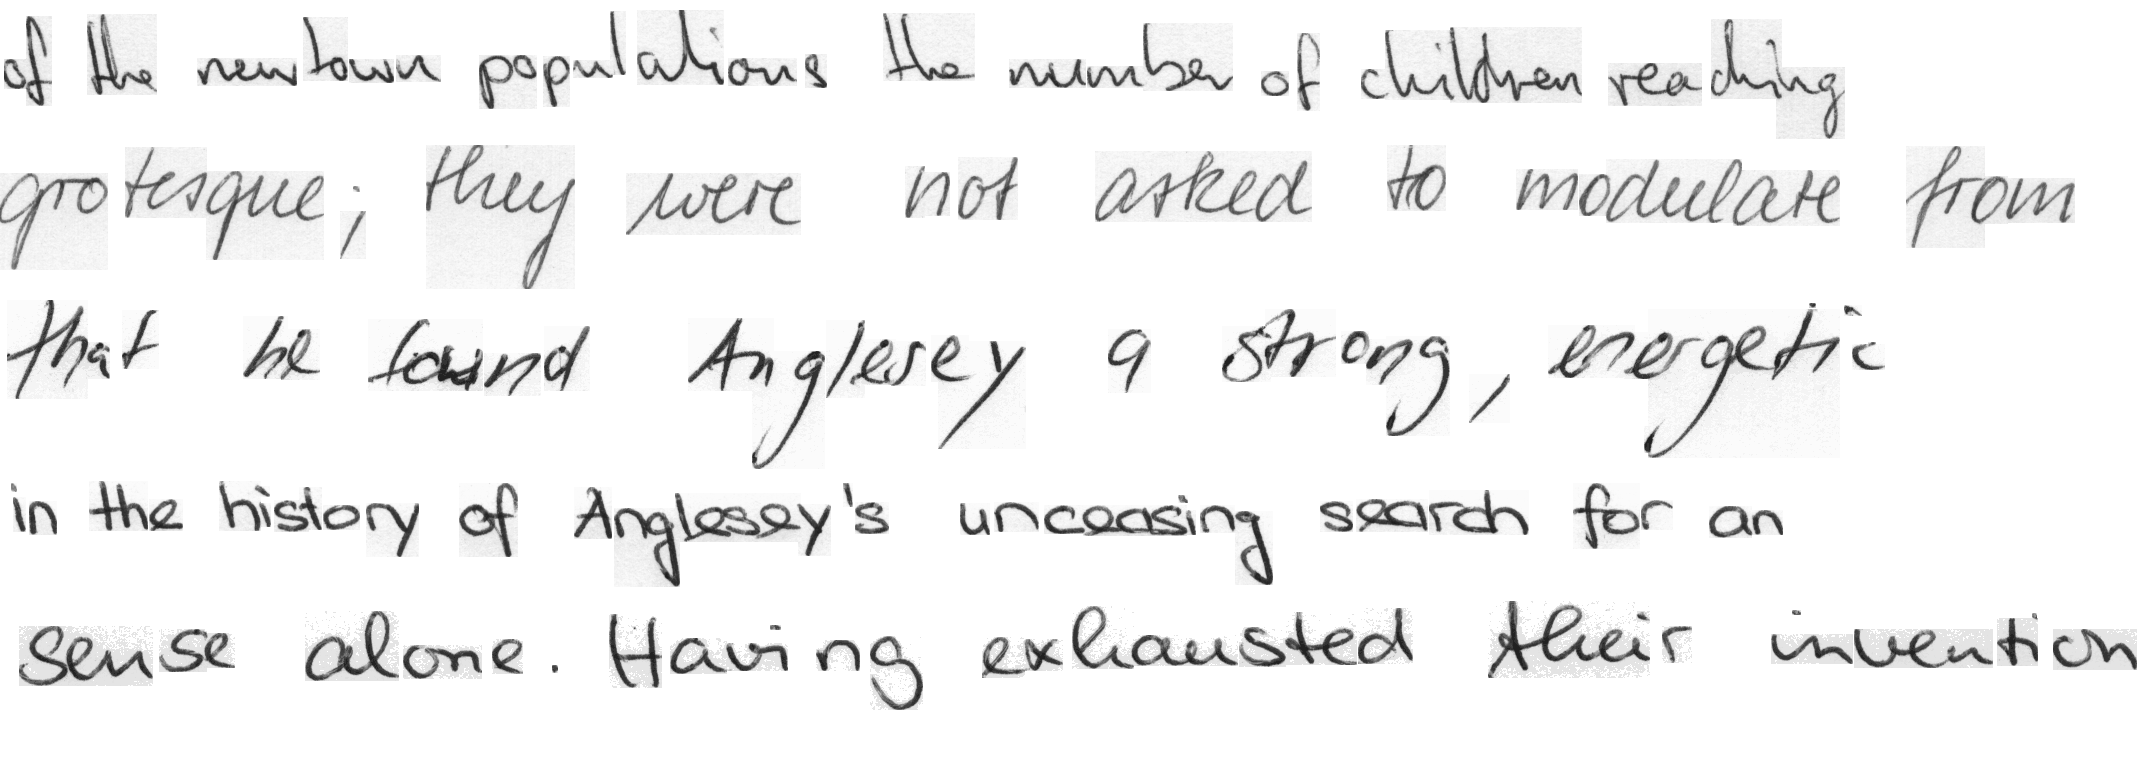 of the newtown populations the number of children reaching
grotesque; they were not asked to modulate from
that he found Anglesey a strong, energetic
in the history of Anglesey's unceasing search for an
sense alone. Having exhausted their invention